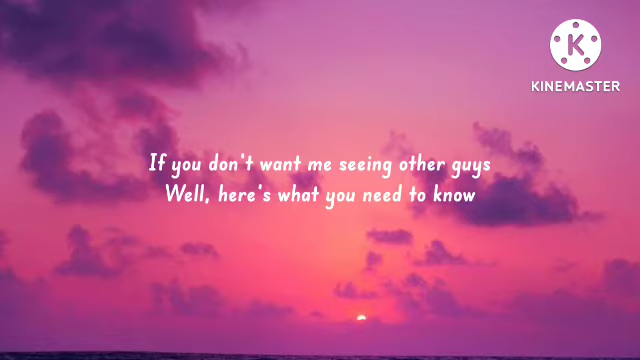 KINEMASTER
If you don't want me seeing other guys
Well, here's what you need to know